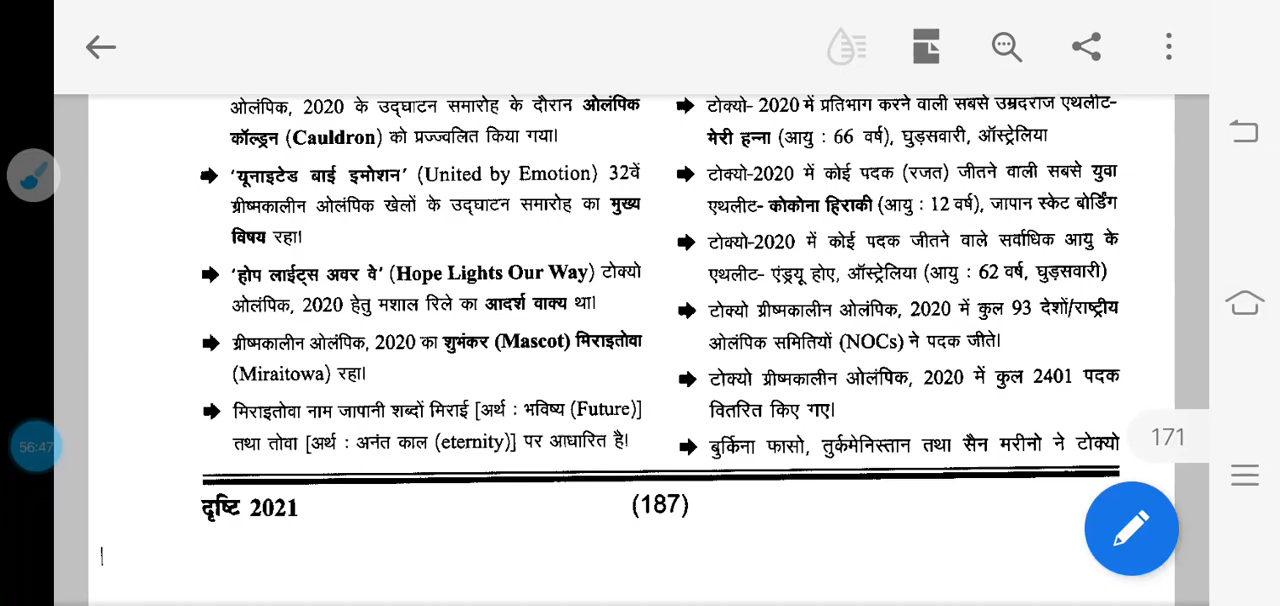 ओलंपिक, 2020 के उद्घाटन समारोह के दौरान ओलंपिक
कॉल्ड्रन (Cauldron) को प्रज्ज्वलित किया गया।
➡ 'यूनाइटेड बाई इमोशन' (United by Emotion) 32वें
ग्रीष्मकालीन ओलंपिक खेलों के उद्घाटन समारोह का मुख्य
विषय रहा।
➡ 'होप लाईट्स अवर वे' (Hope Lights Our Way) टोक्यो
ओलंपिक, 2020 हेतु मशाल रिले का आदर्श वाक्य था।
➡ ग्रीष्मकालीन ओलंपिक, 2020 का शुभंकर (Mascot) मिराइतोवा
(Miraitowa) रहा।
➡ मिराइतोवा नाम जापानी शब्दों मिराई [अर्थ : भविष्य (Future)]
तथा तोवा [अर्थ : अनंत काल (eternity)] पर आधारित है।
➡ टोक्यो- 2020 में प्रतिभाग करने वाली सबसे उम्रदराज एथलीट-
मेरी हन्ना (आयु : 66 वर्ष), घुड़सवारी, ऑस्ट्रेलिया
➡ टोक्यो-2020 में कोई पदक (रजत) जीतने वाली सबसे युवा
एथलीट- कोकोना हिराकी (आयु : 12 वर्ष), जापान स्केट बोर्डिंग
➡ टोक्यो-2020 में कोई पदक जीतने वाले सर्वाधिक आयु के
एथलीट- एंड्रयू होए, ऑस्ट्रेलिया (आयु : 62 वर्ष, घुड़सवारी)
➡ टोक्यो ग्रीष्मकालीन ओलंपिक, 2020 में कुल 93 देशों/राष्ट्रीय
ओलंपिक समितियों (NOCs) ने पदक जीते।
➡ टोक्यो ग्रीष्मकालीन ओलंपिक, 2020 में कुल 2401 पदक
वितरित किए गए।
➡ बुर्किना फासो, तुर्कमेनिस्तान तथा सैन मरीनो ने टोक्यो
दृष्टि 2021
(187)
171
56:47